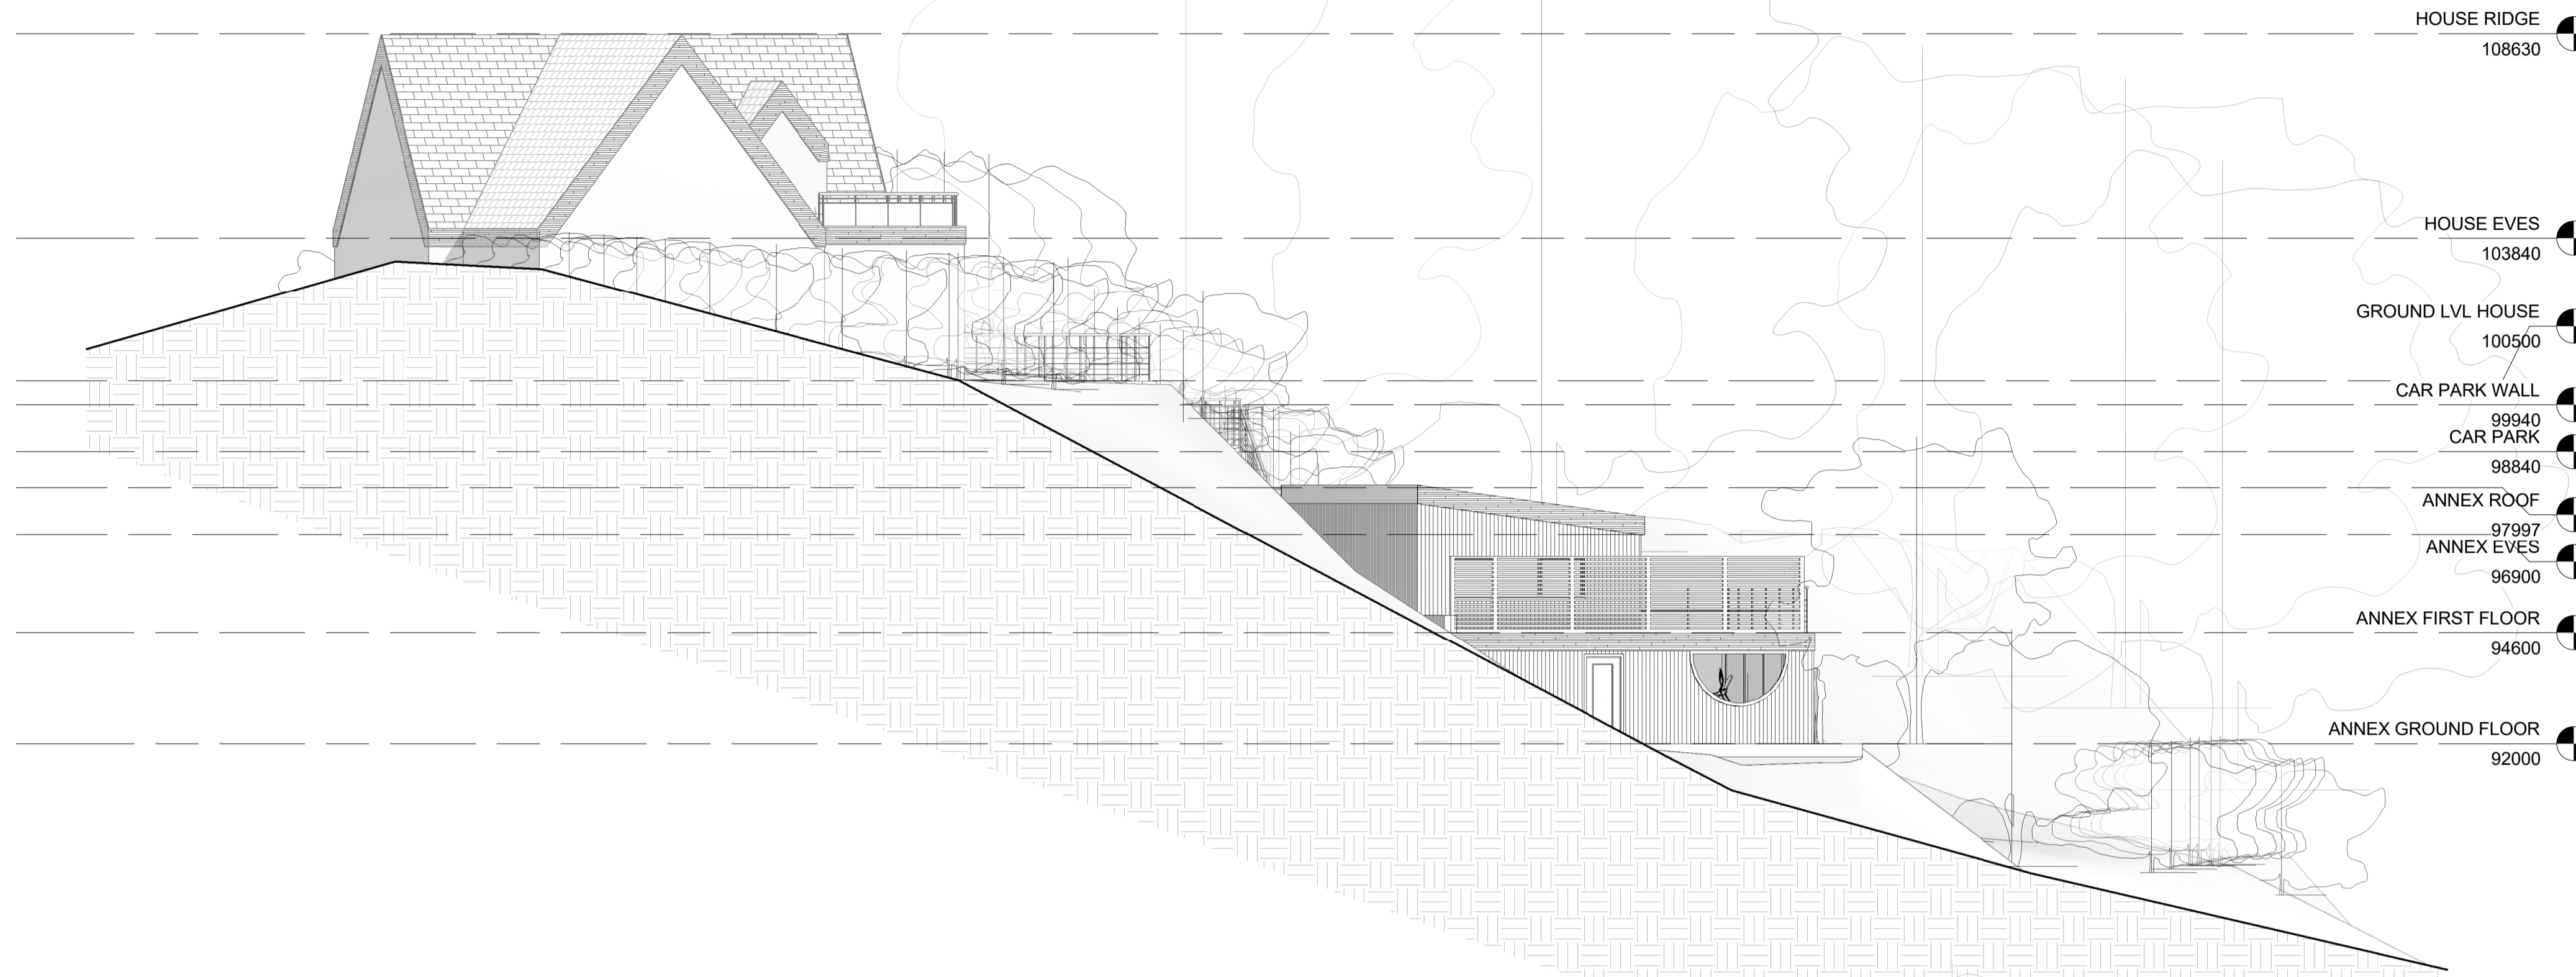 HOUSE RIDGE
108630
HOUSE EVES
103840
GROUND LVL HOUSE
100500
CAR PARK WALL
99940
CAR PARK
98840
ANNEX ROOF
97997
ANNEX EVES
96900
ANNEX FIRST FLOOR
94600
ANNEX GROUND FLOOR
92000